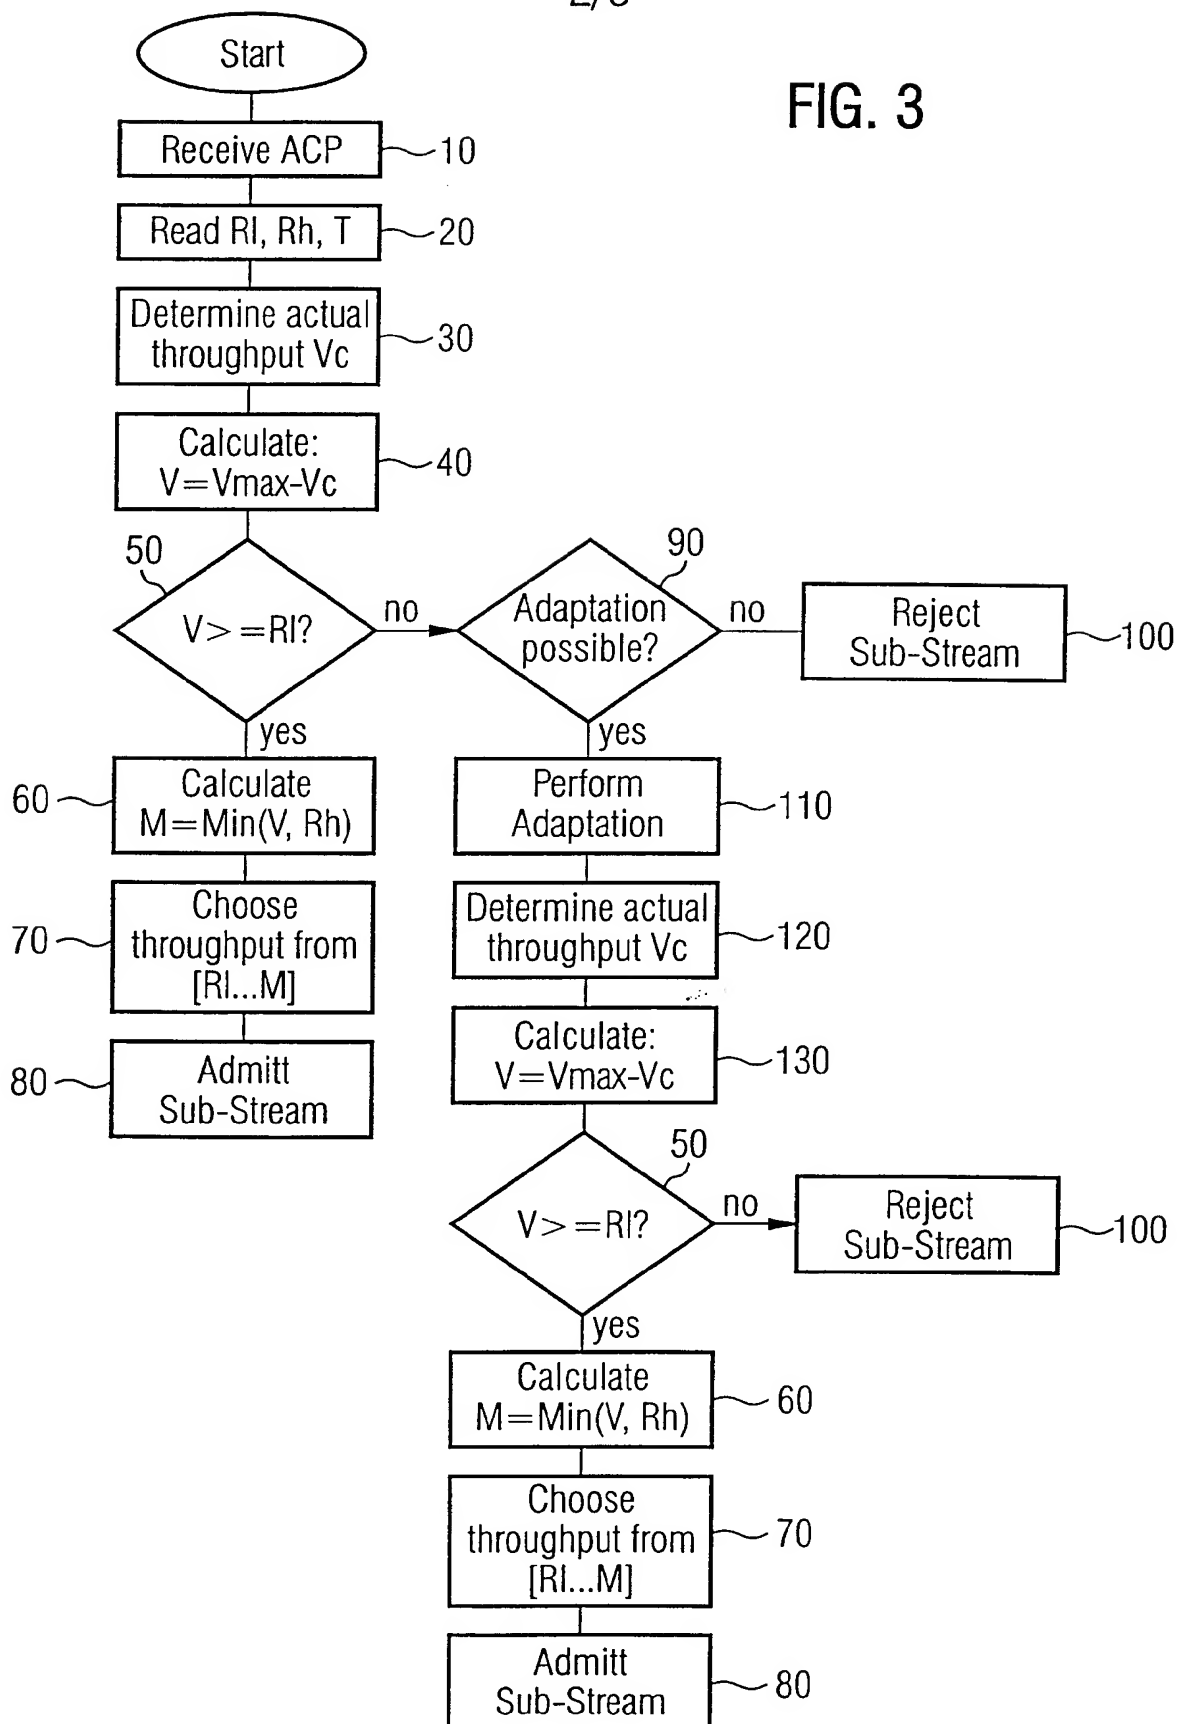 Start
FIG. 3
Receive ACP
10
Read Rl, Rh, T
20
Determine actual
throughput Vc
30
Calculate:
V=Vmax-Vc
40
50
V>=Rl?
no
90
Adaptation
possible?
no
Reject
Sub-Stream
100
yes
60
Calculate
M=Min(V, Rh)
70
Choose
throughput from
[Rl...M]
80
Admitt
Sub-Stream
yes
Perform
Adaptation
110
Determine actual
throughput Vc
120
Calculate:
V=Vmax-Vc
130
50
V>=Rl?
no
Reject
Sub-Stream
100
yes
Calculate
M=Min(V, Rh)
60
Choose
throughput from
[Rl...M]
70
Admitt
Sub-Stream
80